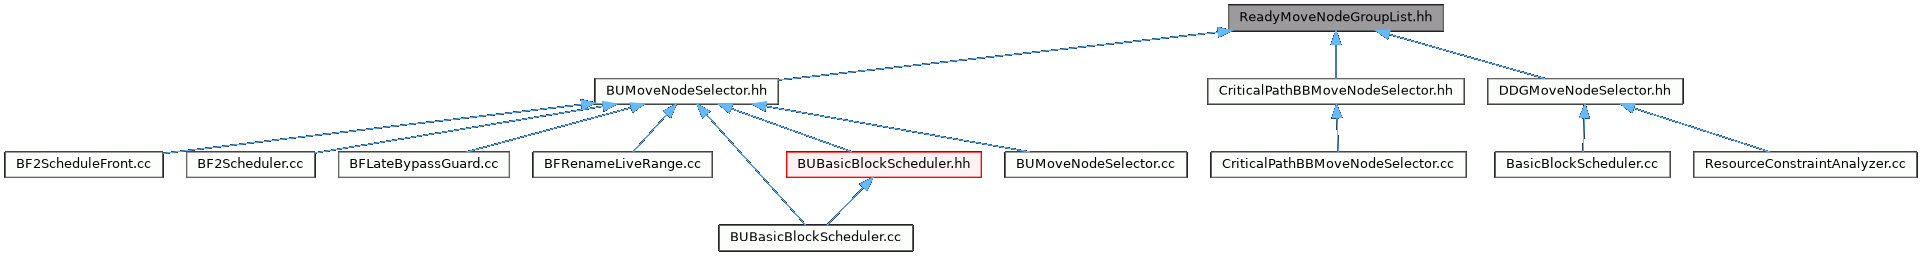 ReadyMoveNodeGroupList.hh
BUMoveNodeSelector.hh
CriticalPathBBMoveNodeSelector.hh
DDGMoveNodeSelector.hh
BF2ScheduleFront.cc
BF2Scheduler.cc
BFLateBypassGuard.cc
BFRenameLiveRange.cc
BUBasicBlockScheduler.hh
BUMoveNodeSelector.cc
CriticalPathBBMoveNodeSelector.cc
BasicBlockScheduler.cc
ResourceConstraintAnalyzer.cc
BUBasicBlockScheduler.cc